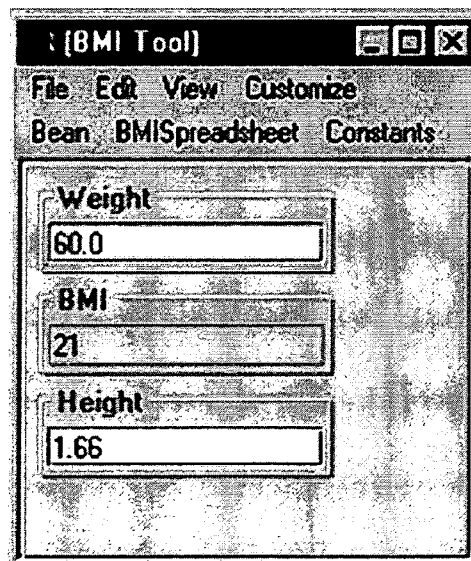 [BMI Tool]
File Edit View Customize
Bean BMISpreadsheet Constants
Weight
60.0
BMI
21
Height
1.66